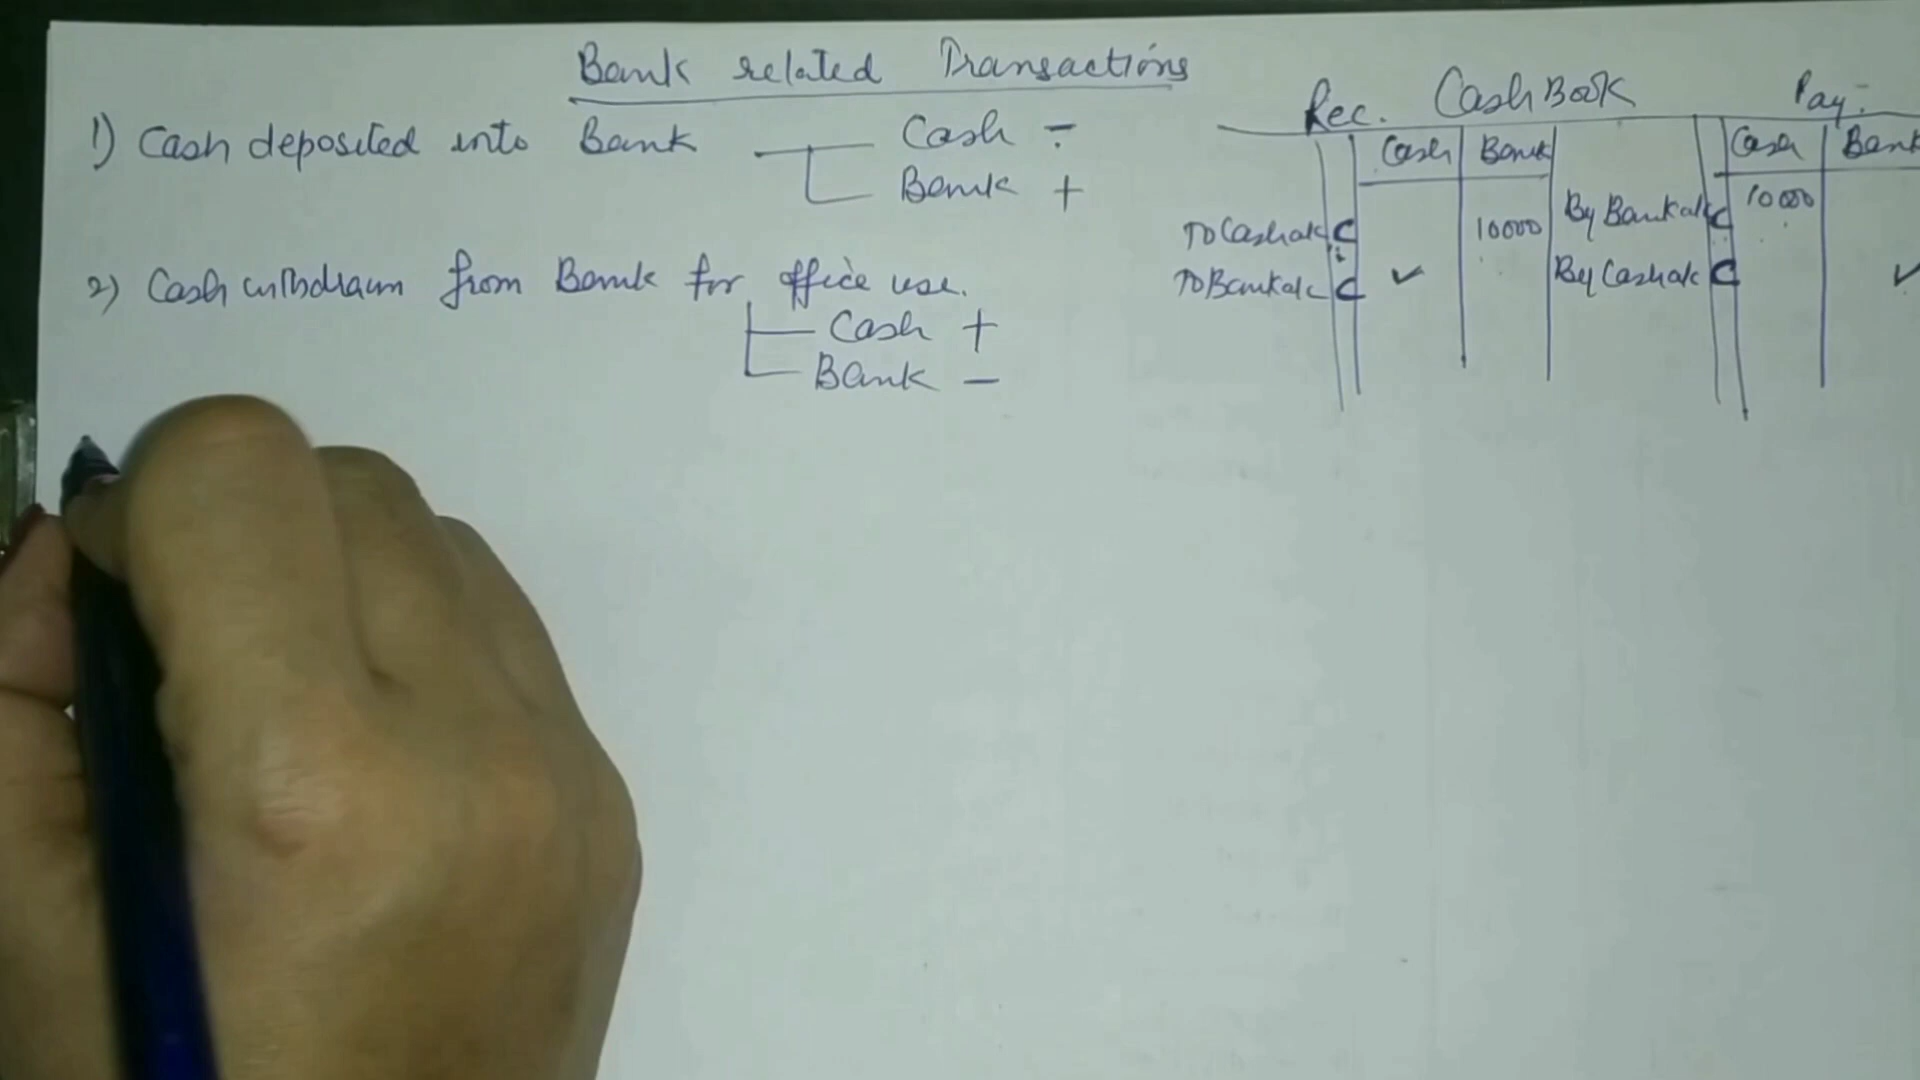 Bank related Transactions
1) Cash deposited into Bank
Cash -
Bank +
2) Cash withdrawn from Bank for office use.
Cash +
Bank -
Rec. Cash Book Pay.
Cash Bank Cash Bank
To Cash a/c C 10000 By Bank a/c C 10000
To Bank a/c C ✓ By Cash a/c C ✓